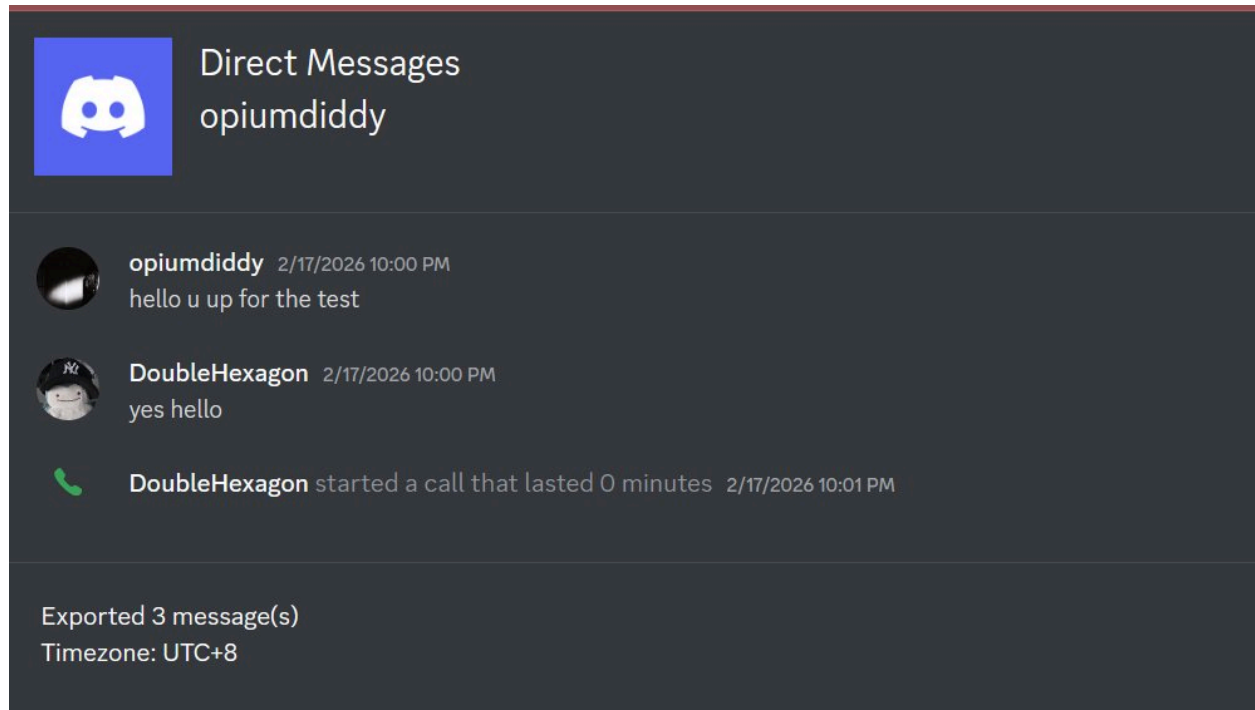 Direct Messages
opiumdiddy
opiumdiddy 2/17/2026 10:00 PM
hello u up for the test
NY
DoubleHexagon 2/17/2026 10:00 PM
yes hello
DoubleHexagon started a call that lasted 0 minutes 2/17/2026 10:01 PM
Exported 3 message(s)
Timezone: UTC+8